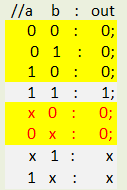 //a b : out
0 0 : 0;
0 1 : 0;
1 0 : 0;
1 1 : 1;
x 0 : 0;
0 x : 0;
x 1 : x
1 x : x